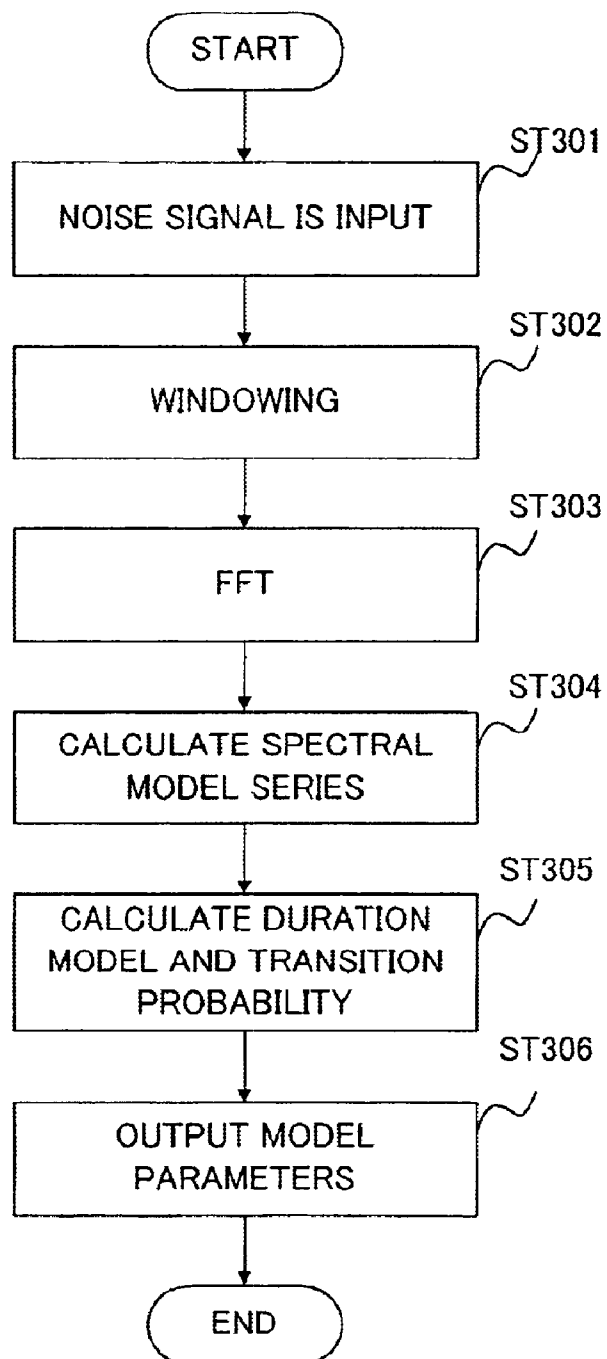 START
ST301
NOISE SIGNAL IS INPUT
ST302
WINDOWING
ST303
FFT
ST304
CALCULATE SPECTRAL
MODEL SERIES
ST305
CALCULATE DURATION
MODEL AND TRANSITION
PROBABILITY
ST306
OUTPUT MODEL
PARAMETERS
END